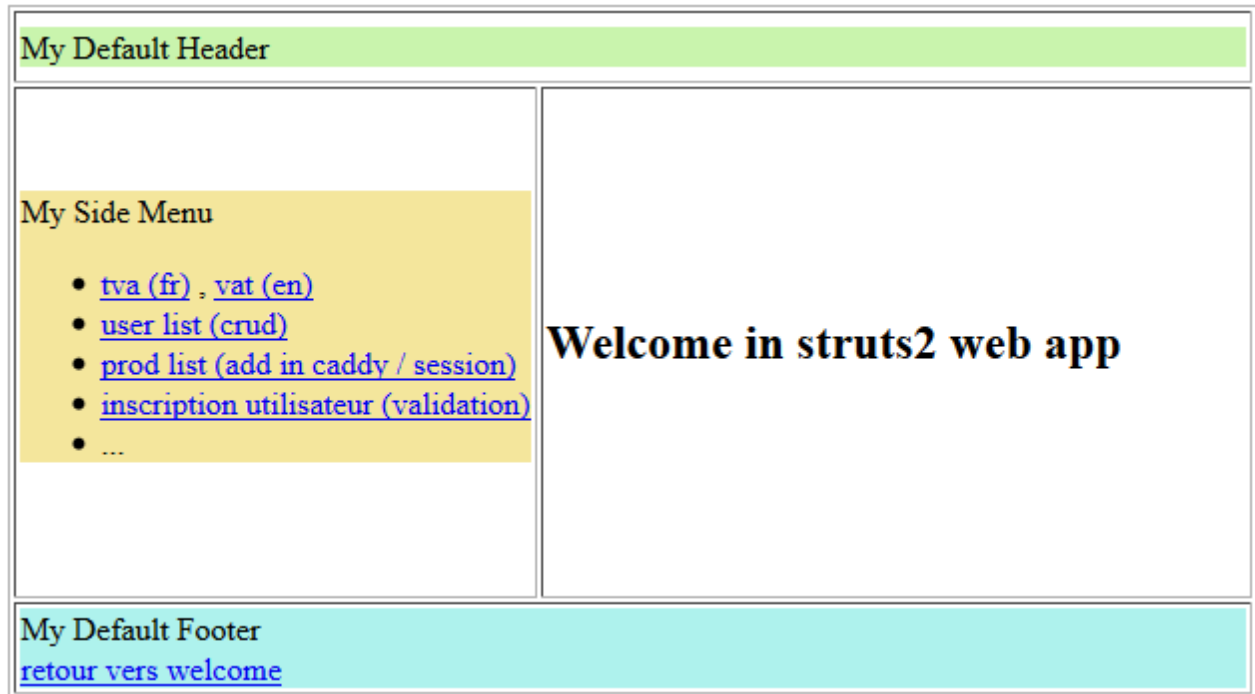 My Default Header
My Side Menu
tva (fr) , vat (en)
user list (crud)
prod list (add in caddy / session)
inscription utilisateur (validation)
...
Welcome in struts2 web app
My Default Footer
retour vers welcome